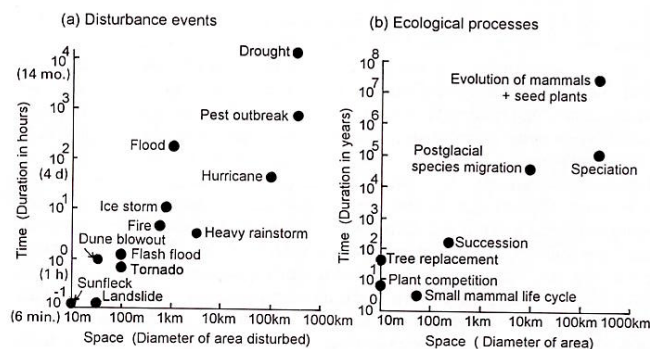 (a) Disturbance events
Time (Duration in hours)
10^4
(14 mo.)
10^3
10^2
(4 d)
10^1
10^0
(1 h)
10^-1
(6 min.)
Drought
Pest outbreak
Flood
Hurricane
Ice storm
Fire
Heavy rainstorm
Dune blowout
Flash flood
Tornado
Sunfleck
Landslide
10m 100m 1km 10km 100km 1000km
Space (Diameter of area disturbed)
(b) Ecological processes
Time (Duration in years)
10^8
10^7
10^6
10^5
10^4
10^3
10^2
10^1
10^0
0
Evolution of mammals
+ seed plants
Postglacial
species migration
Speciation
Succession
Tree replacement
Plant competition
Small mammal life cycle
10m 100m 1km 10km 100km 1000km
Space ( Diameter of area)